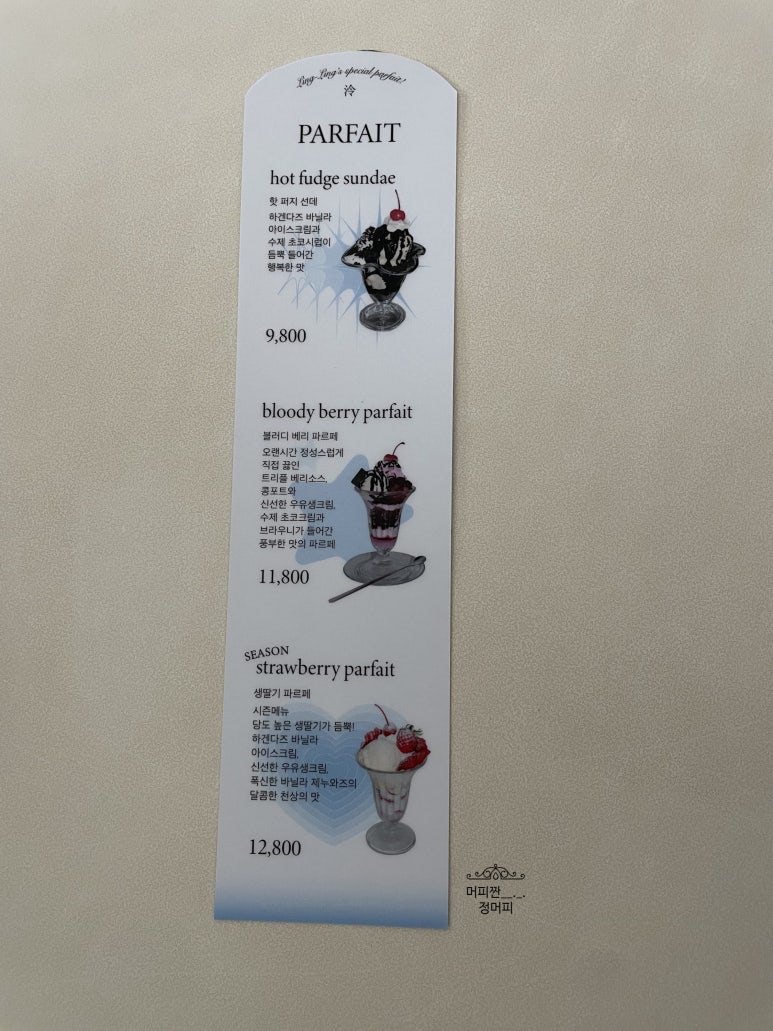 Ling-Ling's special parfait!
冷
PARFAIT
hot fudge sundae
핫 퍼지 선데
하겐다즈 바닐라
아이스크림과
수제 초코시럽이
듬뿍 들어간
행복한 맛
9,800
bloody berry parfait
블러디 베리 파르페
오랜시간 정성스럽게
직접 끓인
트리플 베리소스,
콩포트와
신선한 우유생크림,
수제 초코크림과
브라우니가 들어간
풍부한 맛의 파르페
11,800
SEASON
strawberry parfait
생딸기 파르페
시즌메뉴
당도 높은 생딸기가 듬뿍!
하겐다즈 바닐라
아이스크림,
신선한 우유생크림,
폭신한 바닐라 제누와즈의
달콤한 천상의 맛
12,800
머피짠__._.
정머피